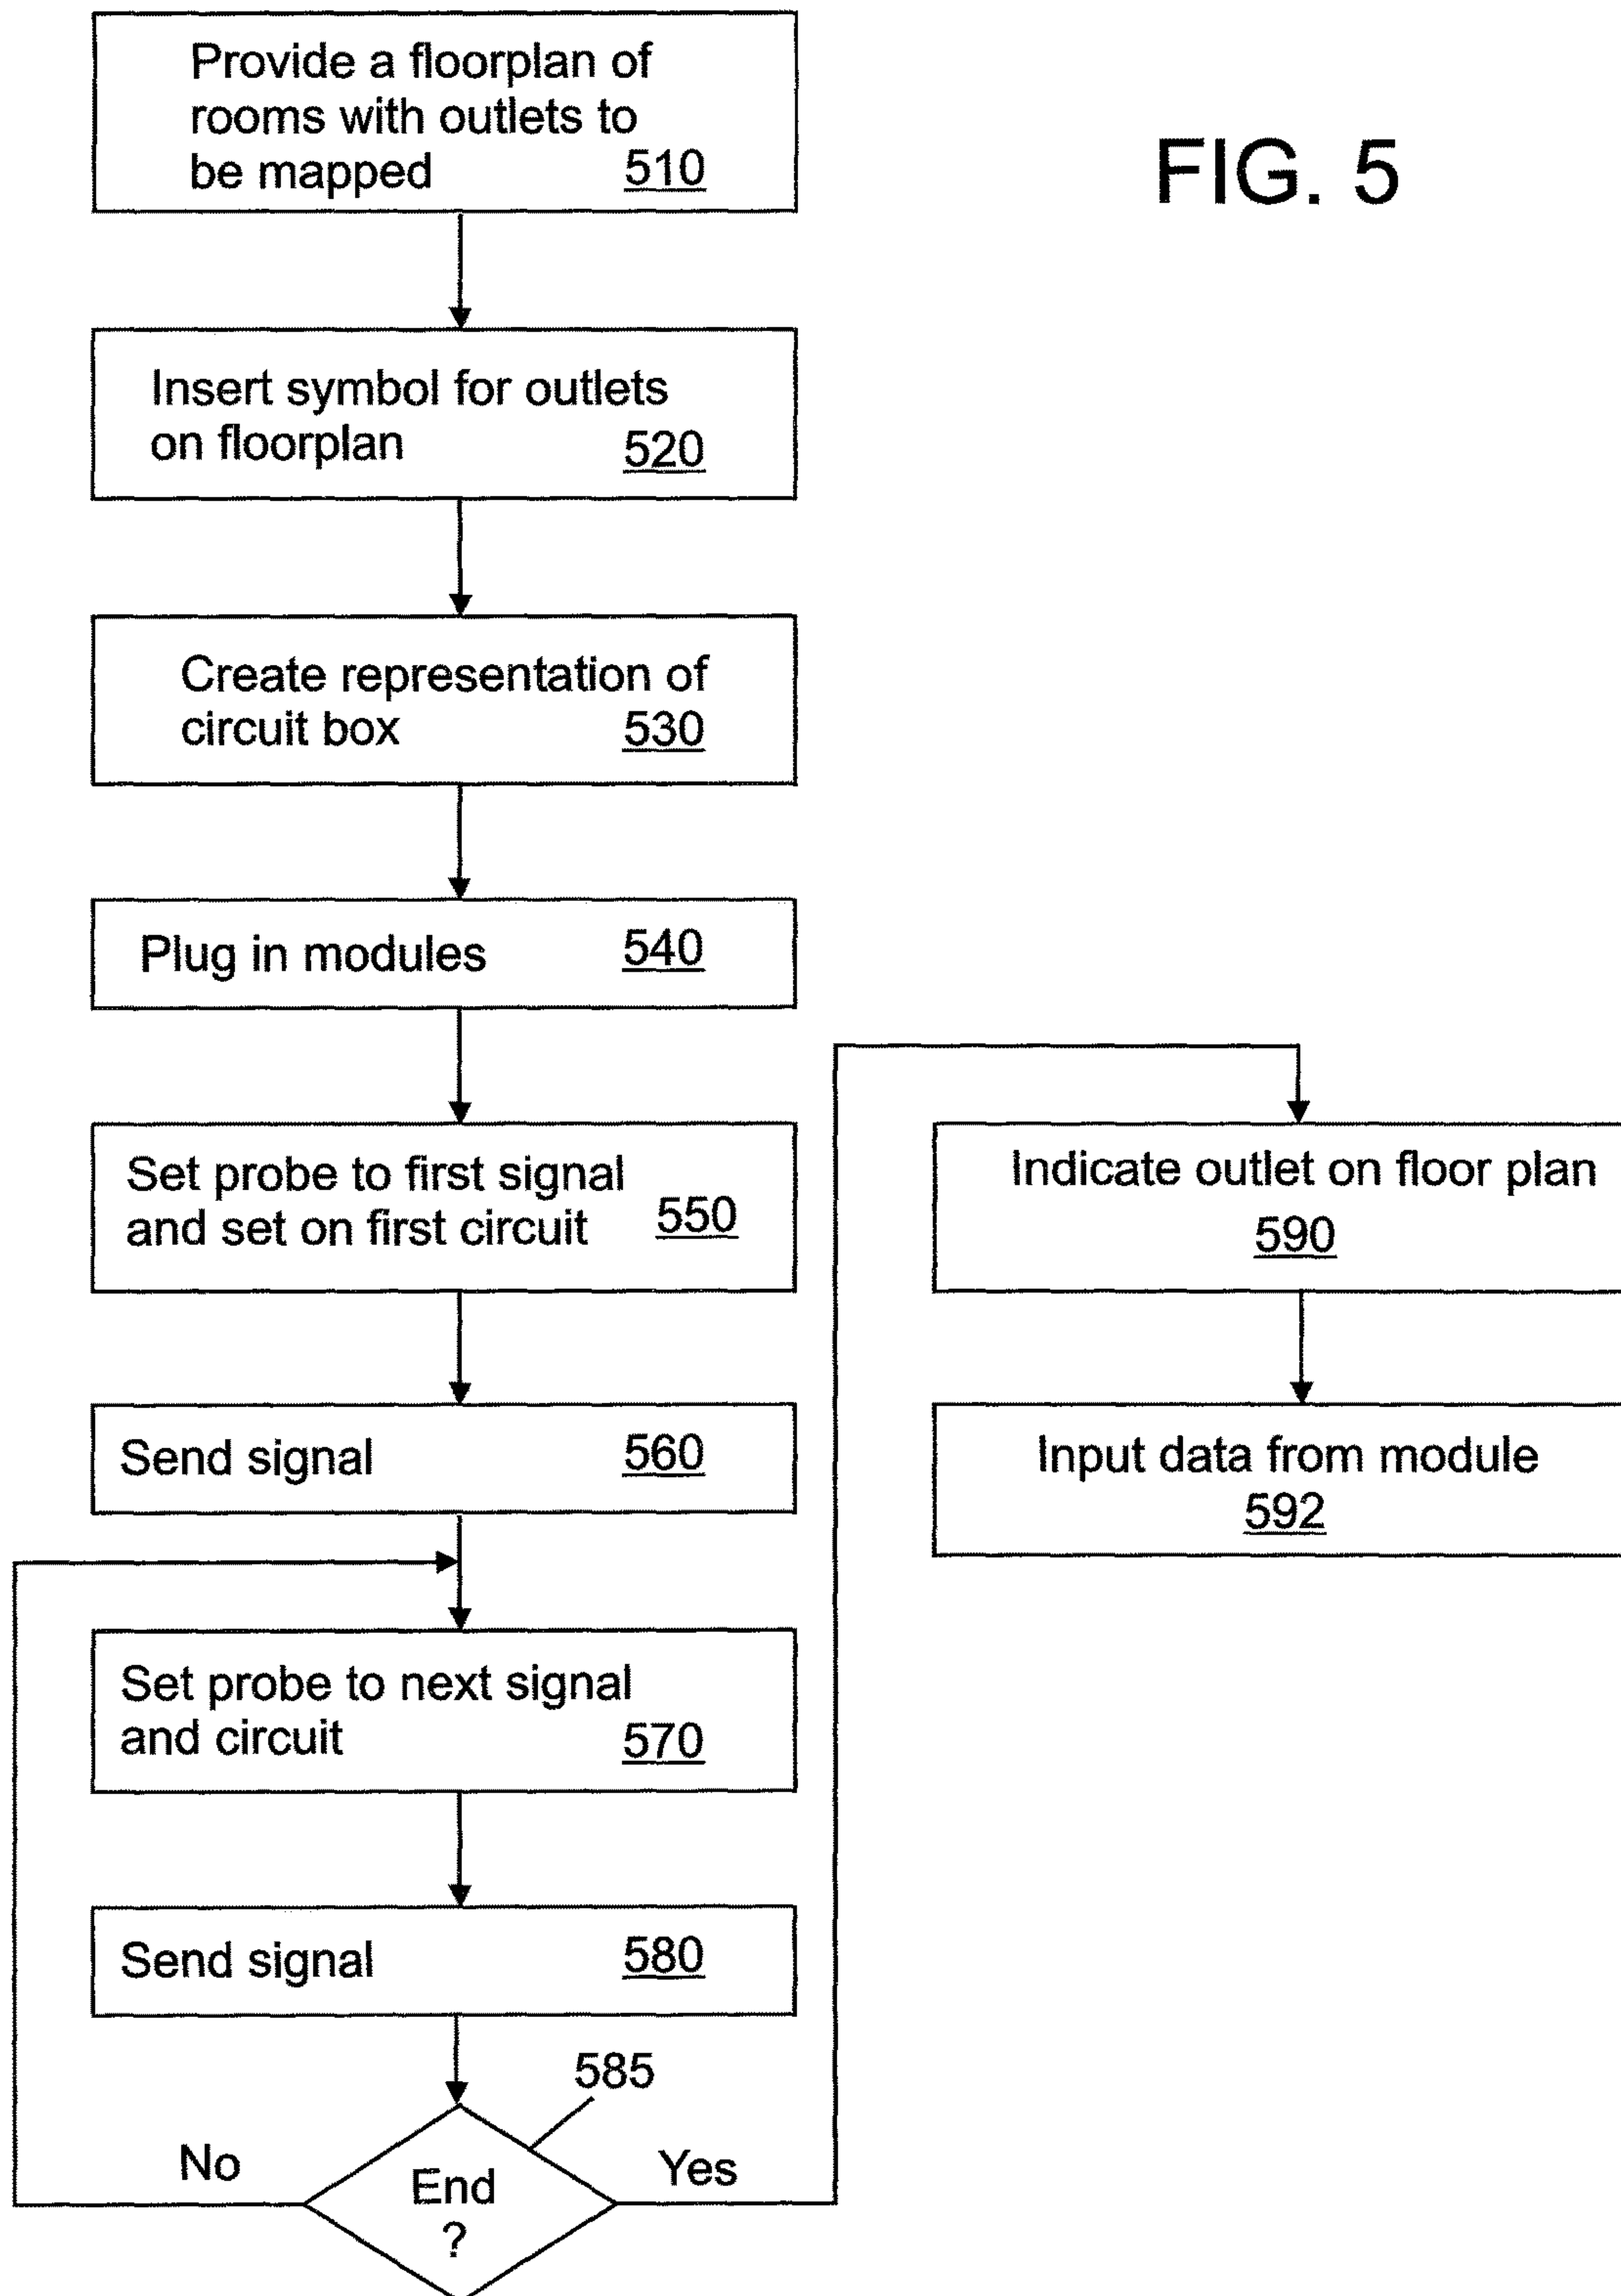 FIG. 5
Provide a floorplan of
rooms with outlets to
be mapped 510
Insert symbol for outlets
on floorplan 520
Create representation of
circuit box 530
Plug in modules 540
Set probe to first signal
and set on first circuit 550
Send signal 560
Set probe to next signal
and circuit 570
Send signal 580
585
No
End
?
Yes
Indicate outlet on floor plan
590
Input data from module
592